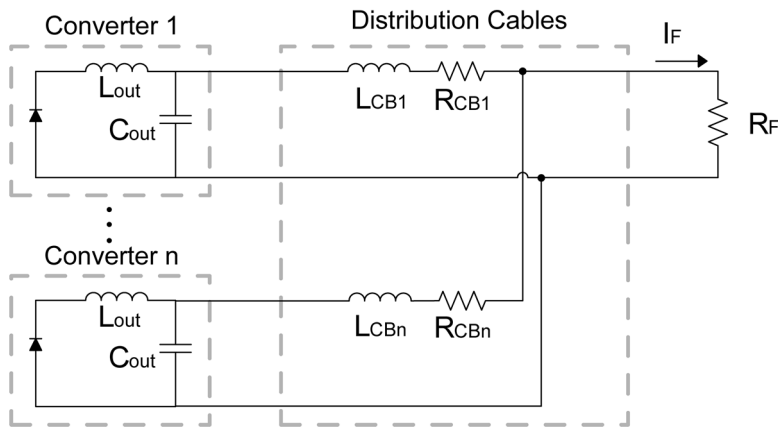 Converter 1
Distribution Cables
IF
Lout
Cout
LCB1
RCB1
RF
Converter n
Lout
Cout
LCBn
RCBn